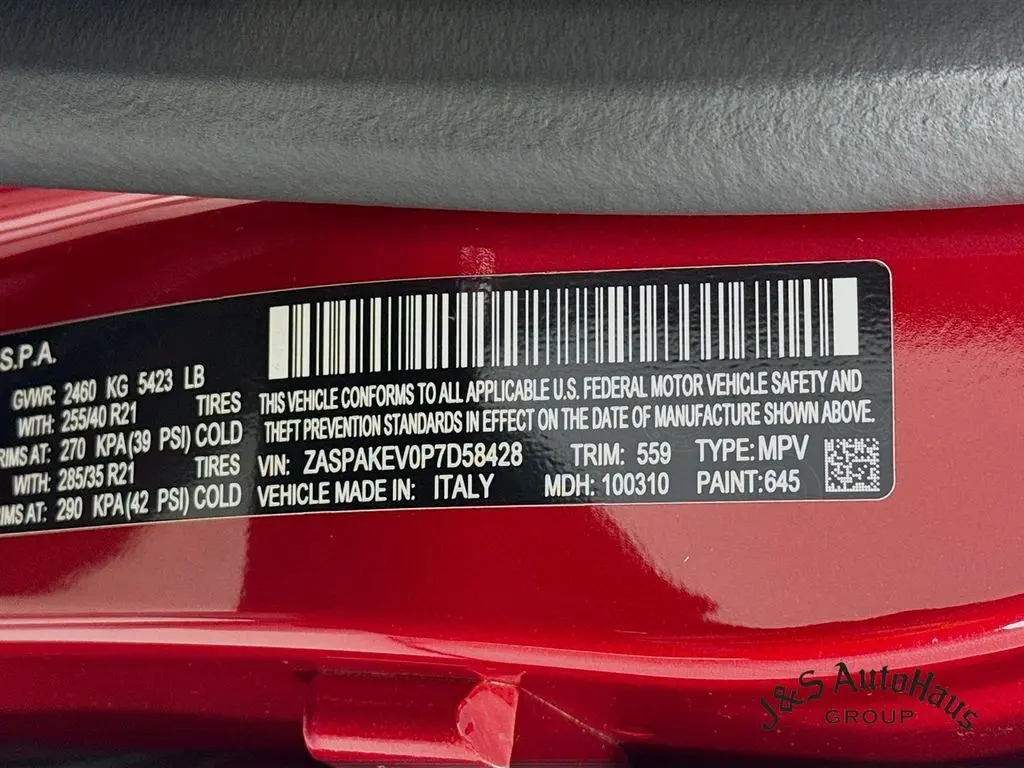 S.P.A.
GVWR: 2460 KG 5423 LB
WITH: 255/40 R21 TIRES
RIMS AT: 270 KPA(39 PSI) COLD
WITH: 285/35 R21 TIRES
IMS AT: 290 KPA(42 PSI) COLD
THIS VEHICLE CONFORMS TO ALL APPLICABLE U.S. FEDERAL MOTOR VEHICLE SAFETY AND
THEFT PREVENTION STANDARDS IN EFFECT ON THE DATE OF MANUFACTURE SHOWN ABOVE.
VIN: ZASPAKEV0P7D58428 TRIM: 559 TYPE: MPV
VEHICLE MADE IN: ITALY MDH: 100310 PAINT:645
J&S AutoHaus
GROUP